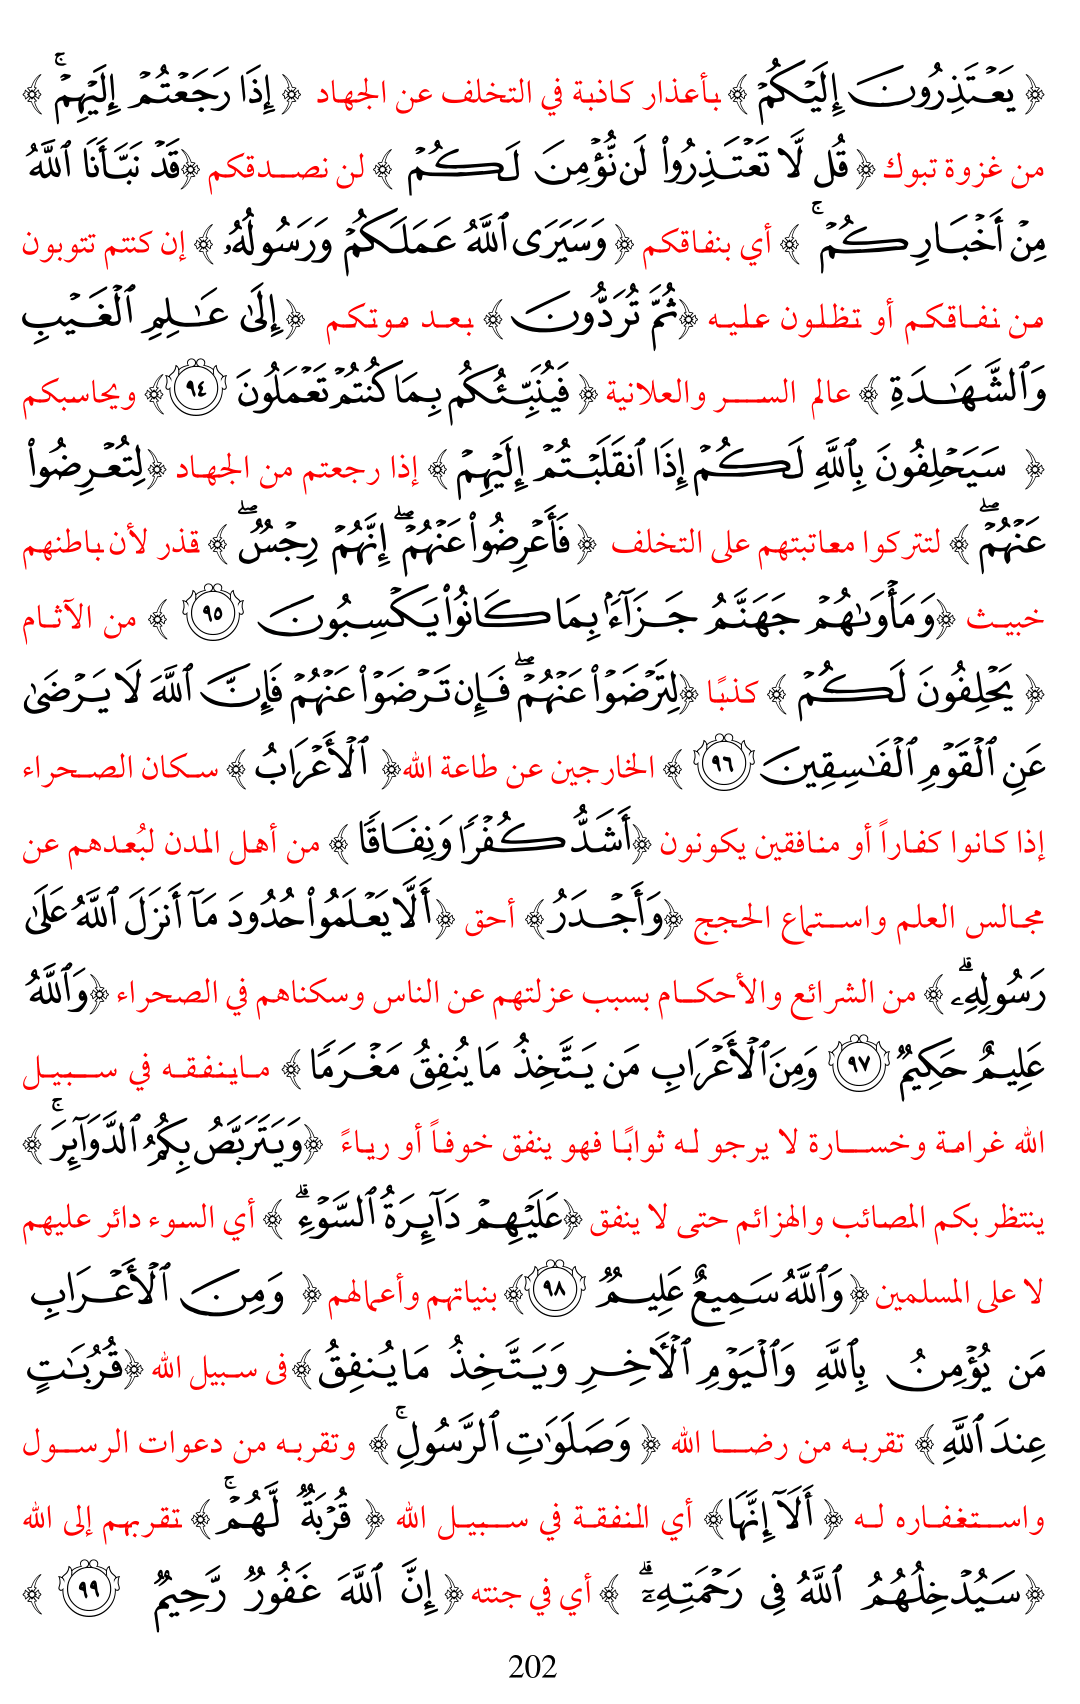 ﴿ يَعْتَذِرُونَ إِلَيْكُمْ ﴾ بأعذار كاذبة في التخلف عن الجهاد ﴿ إِذَا رَجَعْتُمْ إِلَيْهِمْ ۚ ﴾
من غزوة تبوك ﴿ قُل لَّا تَعْتَذِرُوا۟ لَن نُّؤْمِنَ لَكُمْ ﴾ لن نصدقكم ﴿قَدْ نَبَّأَنَا ٱللَّهُ
مِنْ أَخْبَارِكُمْ ۚ ﴾ أي بنفاقكم ﴿ وَسَيَرَى ٱللَّهُ عَمَلَكُمْ وَرَسُولُهُۥ ﴾ إن كنتم تتوبون
من نفاقكم أو تظلون عليه ﴿ثُمَّ تُرَدُّونَ ﴾ بعد موتكم ﴿إِلَىٰ عَـٰلِمِ ٱلْغَيْبِ
وَٱلشَّهَـٰدَةِ ﴾ عالم السر والعلانية ﴿ فَيُنَبِّئُكُم بِمَا كُنتُمْ تَعْمَلُونَ ٩٤﴾ ويحاسبكم
﴿ سَيَحْلِفُونَ بِٱللَّهِ لَكُمْ إِذَا ٱنقَلَبْتُمْ إِلَيْهِمْ ﴾ إذا رجعتم من الجهاد ﴿لِتُعْرِضُوا۟
عَنْهُمْ ۖ ﴾ لتتركوا معاتبتهم على التخلف ﴿ فَأَعْرِضُوا۟ عَنْهُمْ ۖ إِنَّهُمْ رِجْسٌ ۖ ﴾ قذر لأن باطنهم
خبيث ﴿وَمَأْوَىٰهُمْ جَهَنَّمُ جَزَآءًۢ بِمَا كَانُوا۟ يَكْسِبُونَ ٩٥ ﴾ من الآثام
﴿ يَحْلِفُونَ لَكُمْ ﴾ كذبًا ﴿لِتَرْضَوْا۟ عَنْهُمْ ۖ فَإِن تَرْضَوْا۟ عَنْهُمْ فَإِنَّ ٱللَّهَ لَا يَرْضَىٰ
عَنِ ٱلْقَوْمِ ٱلْفَـٰسِقِينَ ٩٦ ﴾ الخارجين عن طاعة الله﴿ ٱلْأَعْرَابُ ﴾ سكان الصحراء
إذا كانوا كفاراً أو منافقين يكونون ﴿أَشَدُّ كُفْرًا وَنِفَاقًا ﴾ من أهل المدن لبُعدهم عن
مجالس العلم واستماع الحجج ﴿وَأَجْدَرُ ﴾ أحق ﴿أَلَّا يَعْلَمُوا۟ حُدُودَ مَآ أَنزَلَ ٱللَّهُ عَلَىٰ
رَسُولِهِۦ ۗ ﴾ من الشرائع والأحكام بسبب عزلتهم عن الناس وسكناهم في الصحراء ﴿وَٱللَّهُ
عَلِيمٌ حَكِيمٌ ٩٧ وَمِنَ ٱلْأَعْرَابِ مَن يَتَّخِذُ مَا يُنفِقُ مَغْرَمًا ﴾ ماينفقه في سبيل
الله غرامة وخسارة لا يرجو له ثوابًا فهو ينفق خوفاً أو رياءً ﴿وَيَتَرَبَّصُ بِكُمُ ٱلدَّوَآئِرَ ۚ ﴾
ينتظر بكم المصائب والهزائم حتى لا ينفق ﴿عَلَيْهِمْ دَآئِرَةُ ٱلسَّوْءِ ۗ ﴾ أي السوء دائر عليهم
لا على المسلمين ﴿ وَٱللَّهُ سَمِيعٌ عَلِيمٌ ٩٨﴾ بنياتهم وأعمالهم ﴿ وَمِنَ ٱلْأَعْرَابِ
مَن يُؤْمِنُ بِٱللَّهِ وَٱلْيَوْمِ ٱلْـَٔاخِرِ وَيَتَّخِذُ مَا يُنفِقُ ﴾فى سبيل الله ﴿قُرُبَـٰتٍ
عِندَ ٱللَّهِ ﴾ تقربه من رضا الله ﴿ وَصَلَوَٰتِ ٱلرَّسُولِ ۚ ﴾ وتقربه من دعوات الرسول
واستغفاره له ﴿ أَلَآ إِنَّهَا﴾ أي النفقة في سبيل الله ﴿ قُرْبَةٌ لَّهُمْ ۚ ﴾ تقربهم إلى الله
﴿سَيُدْخِلُهُمُ ٱللَّهُ فِى رَحْمَتِهِۦٓ ۗ ﴾ أي في جنته ﴿ إِنَّ ٱللَّهَ غَفُورٌ رَّحِيمٌ ٩٩ ﴾
202